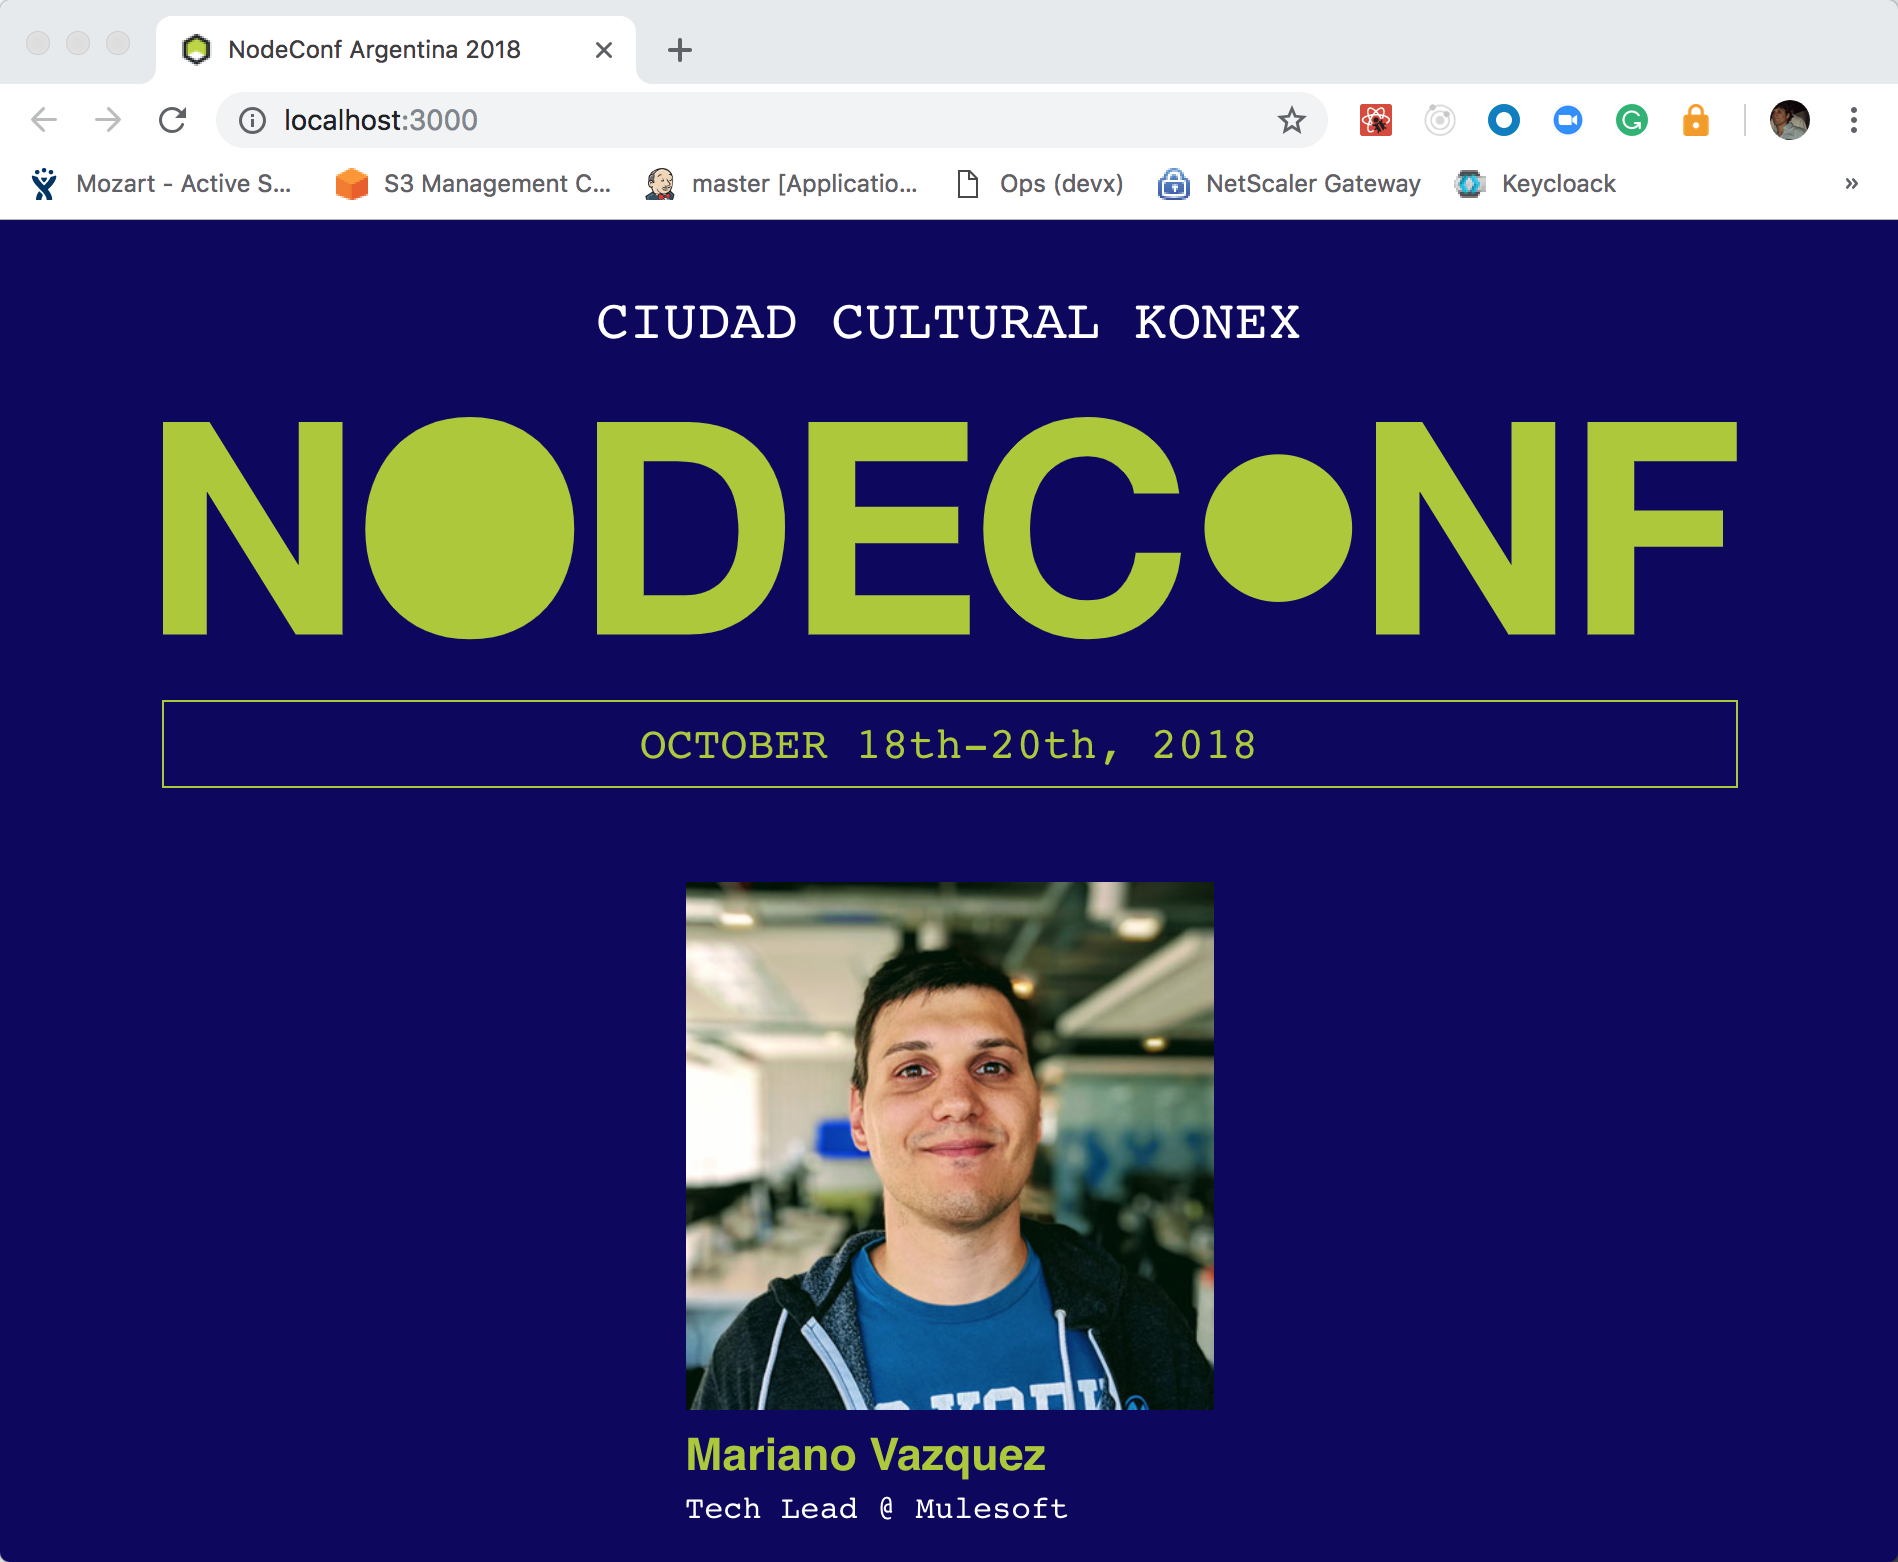 NodeConf Argentina 2018
localhost:3000
Mozart - Active S...
S3 Management C...
master [Applicatio...
Ops (devx)
NetScaler Gateway
Keycloack
»
CIUDAD CULTURAL KONEX
NODECONF
OCTOBER 18th-20th, 2018
Mariano Vazquez
Tech Lead @ Mulesoft